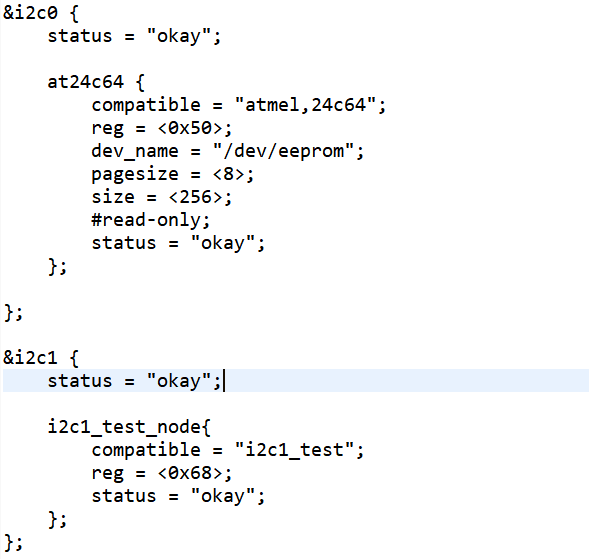 &i2c0 {
    status = "okay";
    at24c64 {
        compatible = "atmel,24c64";
        reg = <0x50>;
        dev_name = "/dev/eeprom";
        pagesize = <8>;
        size = <256>;
        #read-only;
        status = "okay";
    };
};
&i2c1 {
    status = "okay";
    i2c1_test_node{
        compatible = "i2c1_test";
        reg = <0x68>;
        status = "okay";
    };
};